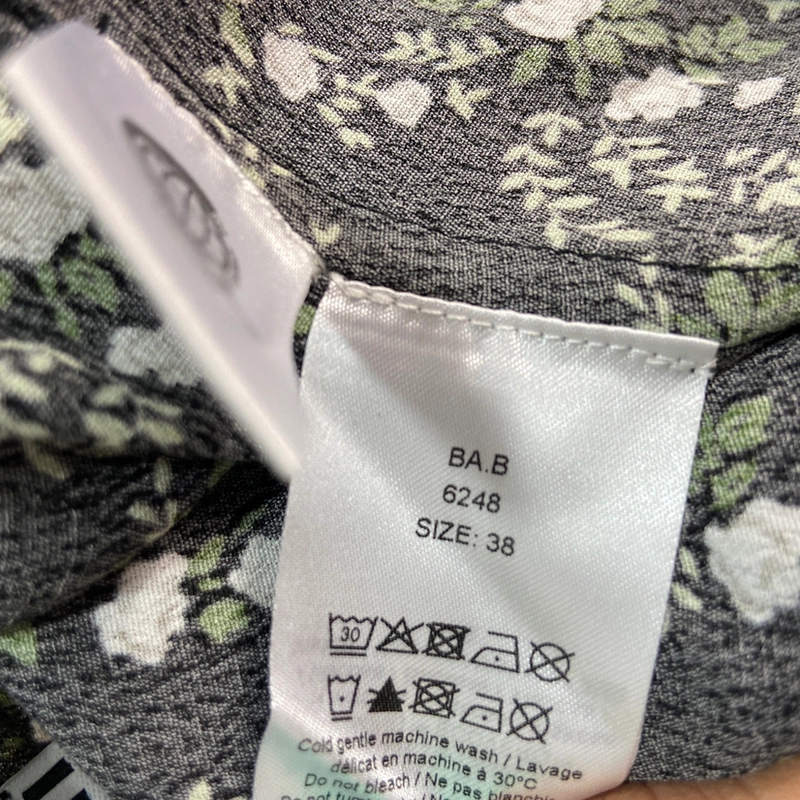 BA.B
6248
SIZE: 38
30
Cold gentle machine wash / Lavage
délicat en machine à 30°C
Do not bleach / Ne pas blanchir